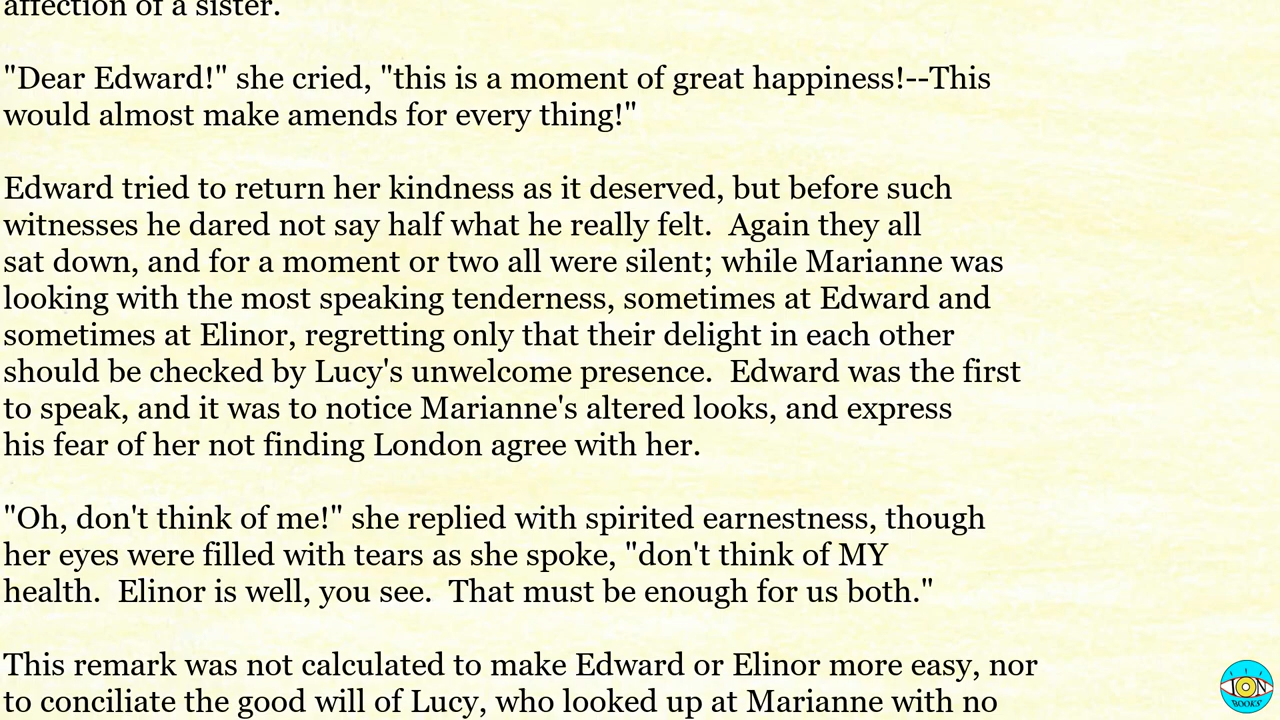 affection of a sister.
"Dear Edward!" she cried, "this is a moment of great happiness!--This
would almost make amends for every thing!"
Edward tried to return her kindness as it deserved, but before such
witnesses he dared not say half what he really felt.  Again they all
sat down, and for a moment or two all were silent; while Marianne was
looking with the most speaking tenderness, sometimes at Edward and
sometimes at Elinor, regretting only that their delight in each other
should be checked by Lucy's unwelcome presence.  Edward was the first
to speak, and it was to notice Marianne's altered looks, and express
his fear of her not finding London agree with her.
"Oh, don't think of me!" she replied with spirited earnestness, though
her eyes were filled with tears as she spoke, "don't think of MY
health.  Elinor is well, you see.  That must be enough for us both."
This remark was not calculated to make Edward or Elinor more easy, nor
to conciliate the good will of Lucy, who looked up at Marianne with no
ION
BOOKS